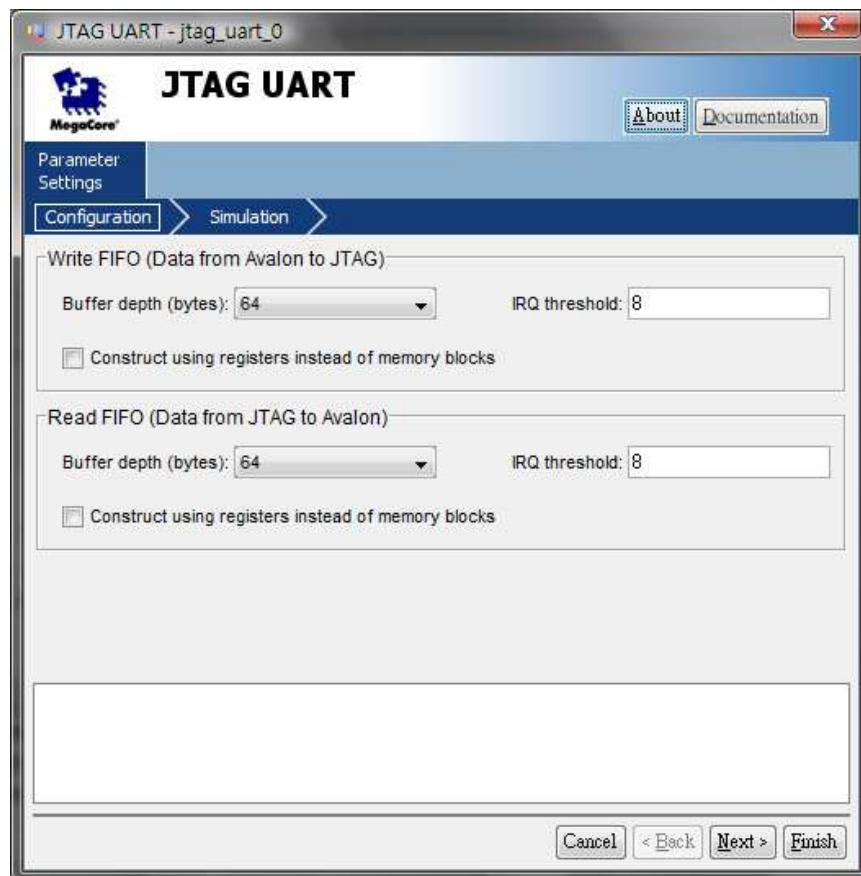 JTAG UART - jtag_uart_0
MegaCore®
JTAG UART
About Documentation
Parameter
Settings
Configuration Simulation
Write FIFO (Data from Avalon to JTAG)
Buffer depth (bytes): 64 IRQ threshold: 8
Construct using registers instead of memory blocks
Read FIFO (Data from JTAG to Avalon)
Buffer depth (bytes): 64 IRQ threshold: 8
Construct using registers instead of memory blocks
Cancel < Back Next > Finish